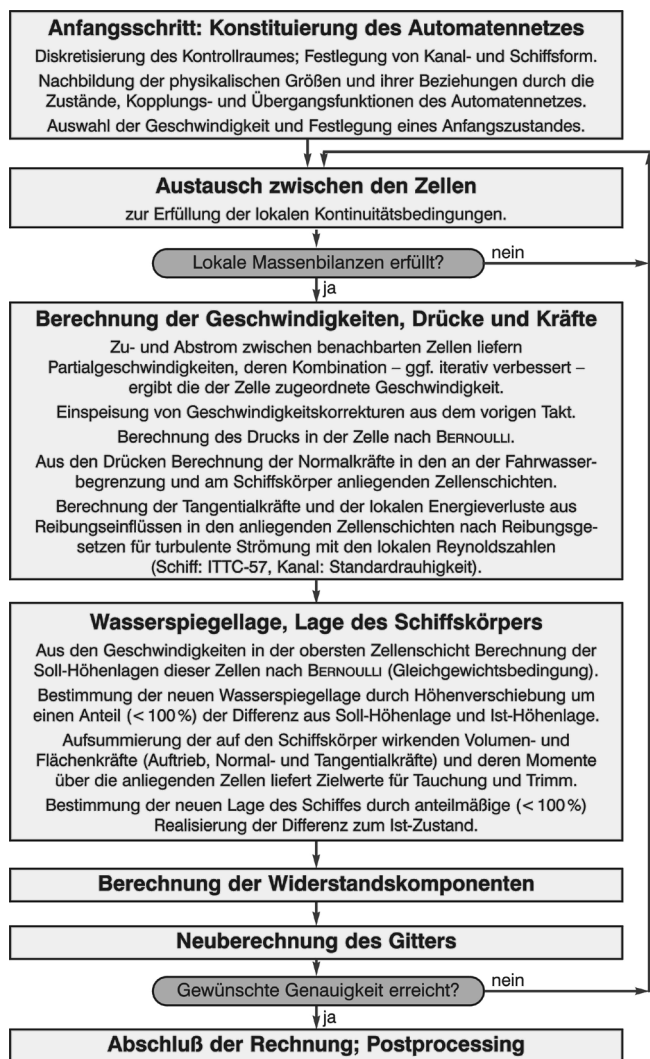 Anfangsschritt: Konstituierung des Automatennetzes
Diskretisierung des Kontrollraumes; Festlegung von Kanal- und Schiffsform.
Nachbildung der physikalischen Größen und ihrer Beziehungen durch die
Zustände, Kopplungs- und Übergangsfunktionen des Automatennetzes.
Auswahl der Geschwindigkeit und Festlegung eines Anfangszustandes.
Austausch zwischen den Zellen
zur Erfüllung der lokalen Kontinuitätsbedingungen.
Lokale Massenbilanzen erfüllt?
nein
ja
Berechnung der Geschwindigkeiten, Drücke und Kräfte
Zu- und Abstrom zwischen benachbarten Zellen liefern
Partialgeschwindigkeiten, deren Kombination – ggf. iterativ verbessert –
ergibt die der Zelle zugeordnete Geschwindigkeit.
Einspeisung von Geschwindigkeitskorrekturen aus dem vorigen Takt.
Berechnung des Drucks in der Zelle nach BERNOULLI.
Aus den Drücken Berechnung der Normalkräfte in den an der Fahrwasser-
begrenzung und am Schiffskörper anliegenden Zellenschichten.
Berechnung der Tangentialkräfte und der lokalen Energieverluste aus
Reibungseinflüssen in den anliegenden Zellenschichten nach Reibungsge-
setzen für turbulente Strömung mit den lokalen Reynoldszahlen
(Schiff: ITTC-57, Kanal: Standardrauhigkeit).
Wasserspiegellage, Lage des Schiffskörpers
Aus den Geschwindigkeiten in der obersten Zellenschicht Berechnung der
Soll-Höhenlagen dieser Zellen nach BERNOULLI (Gleichgewichtsbedingung).
Bestimmung der neuen Wasserspiegellage durch Höhenverschiebung um
einen Anteil (< 100 %) der Differenz aus Soll-Höhenlage und Ist-Höhenlage.
Aufsummierung der auf den Schiffskörper wirkenden Volumen- und
Flächenkräfte (Auftrieb, Normal- und Tangentialkräfte) und deren Momente
über die anliegenden Zellen liefert Zielwerte für Tauchung und Trimm.
Bestimmung der neuen Lage des Schiffes durch anteilmäßige (< 100 %)
Realisierung der Differenz zum Ist-Zustand.
Berechnung der Widerstandskomponenten
Neuberechnung des Gitters
Gewünschte Genauigkeit erreicht?
nein
ja
Abschluß der Rechnung; Postprocessing